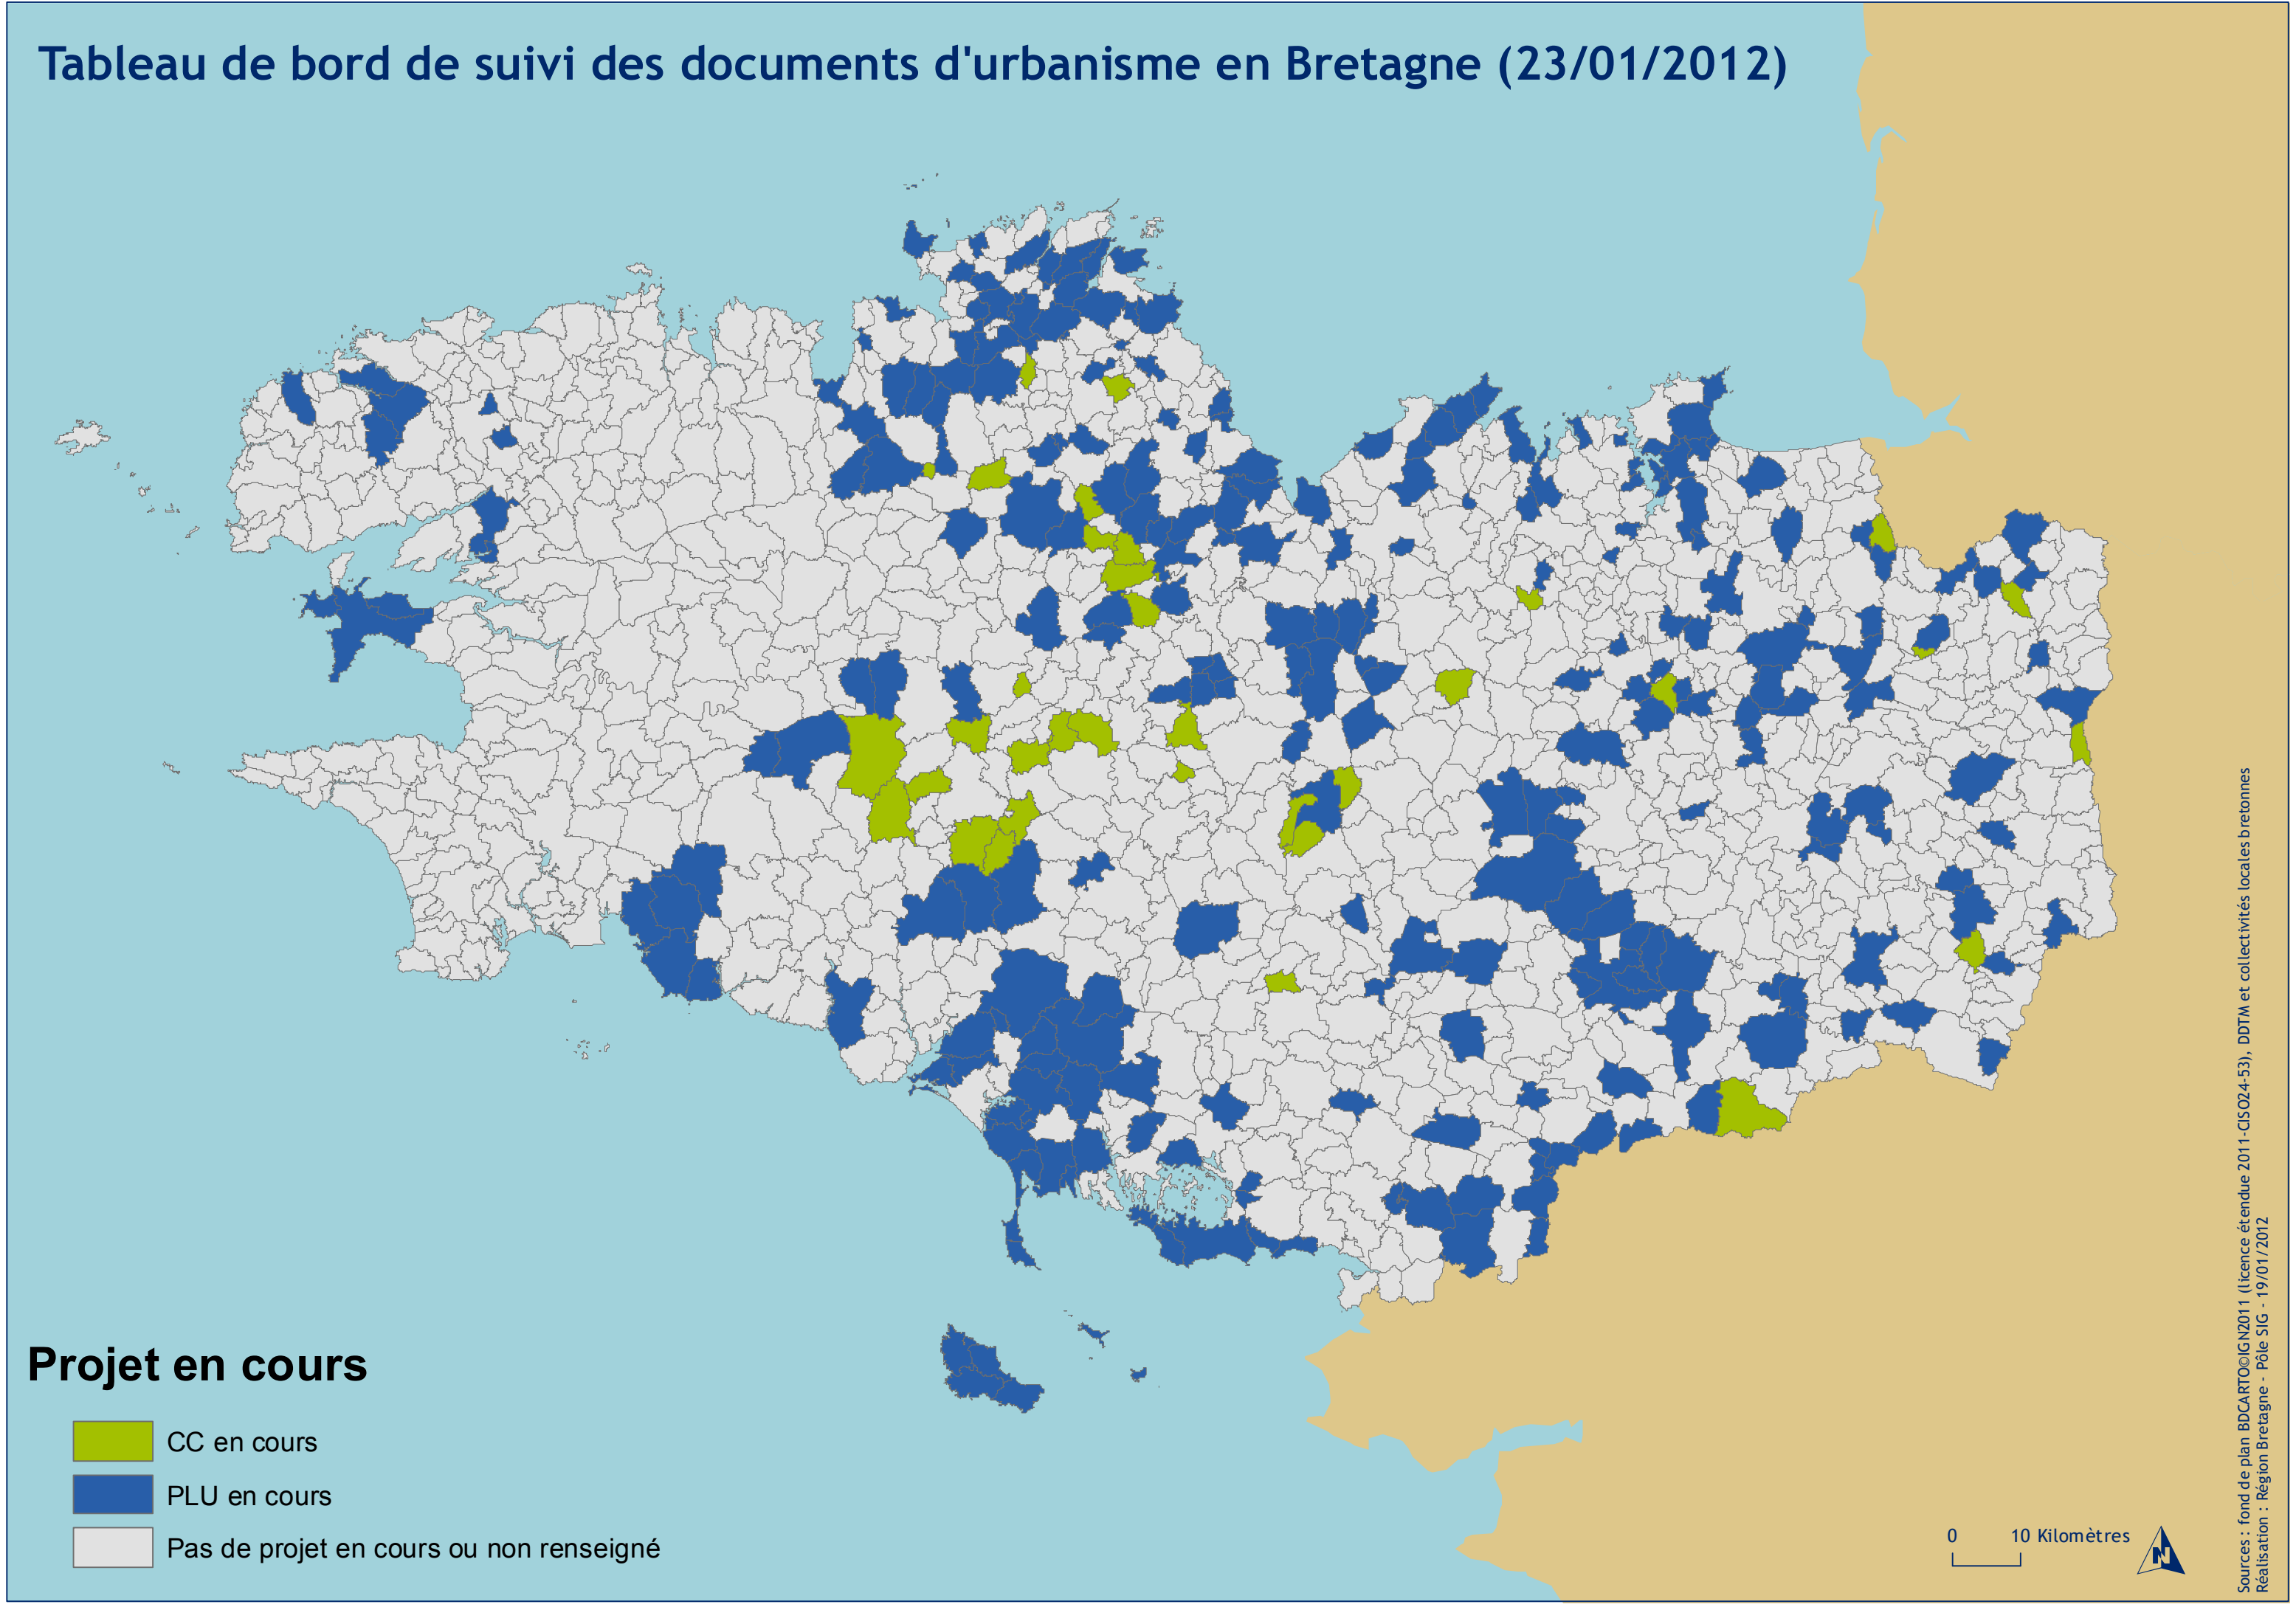 Tableau de bord de suivi des documents d'urbanisme en Bretagne (23/01/2012)
Projet en cours
CC en cours
PLU en cours
Pas de projet en cours ou non renseigné
0 10 Kilomètres
N
Sources : fond de plan BDCARTO©IGN2011 (licence étendue 2011-CISO24-53), DDTM et collectivités locales bretonnes
Réalisation : Région Bretagne - Pôle SIG - 19/01/2012